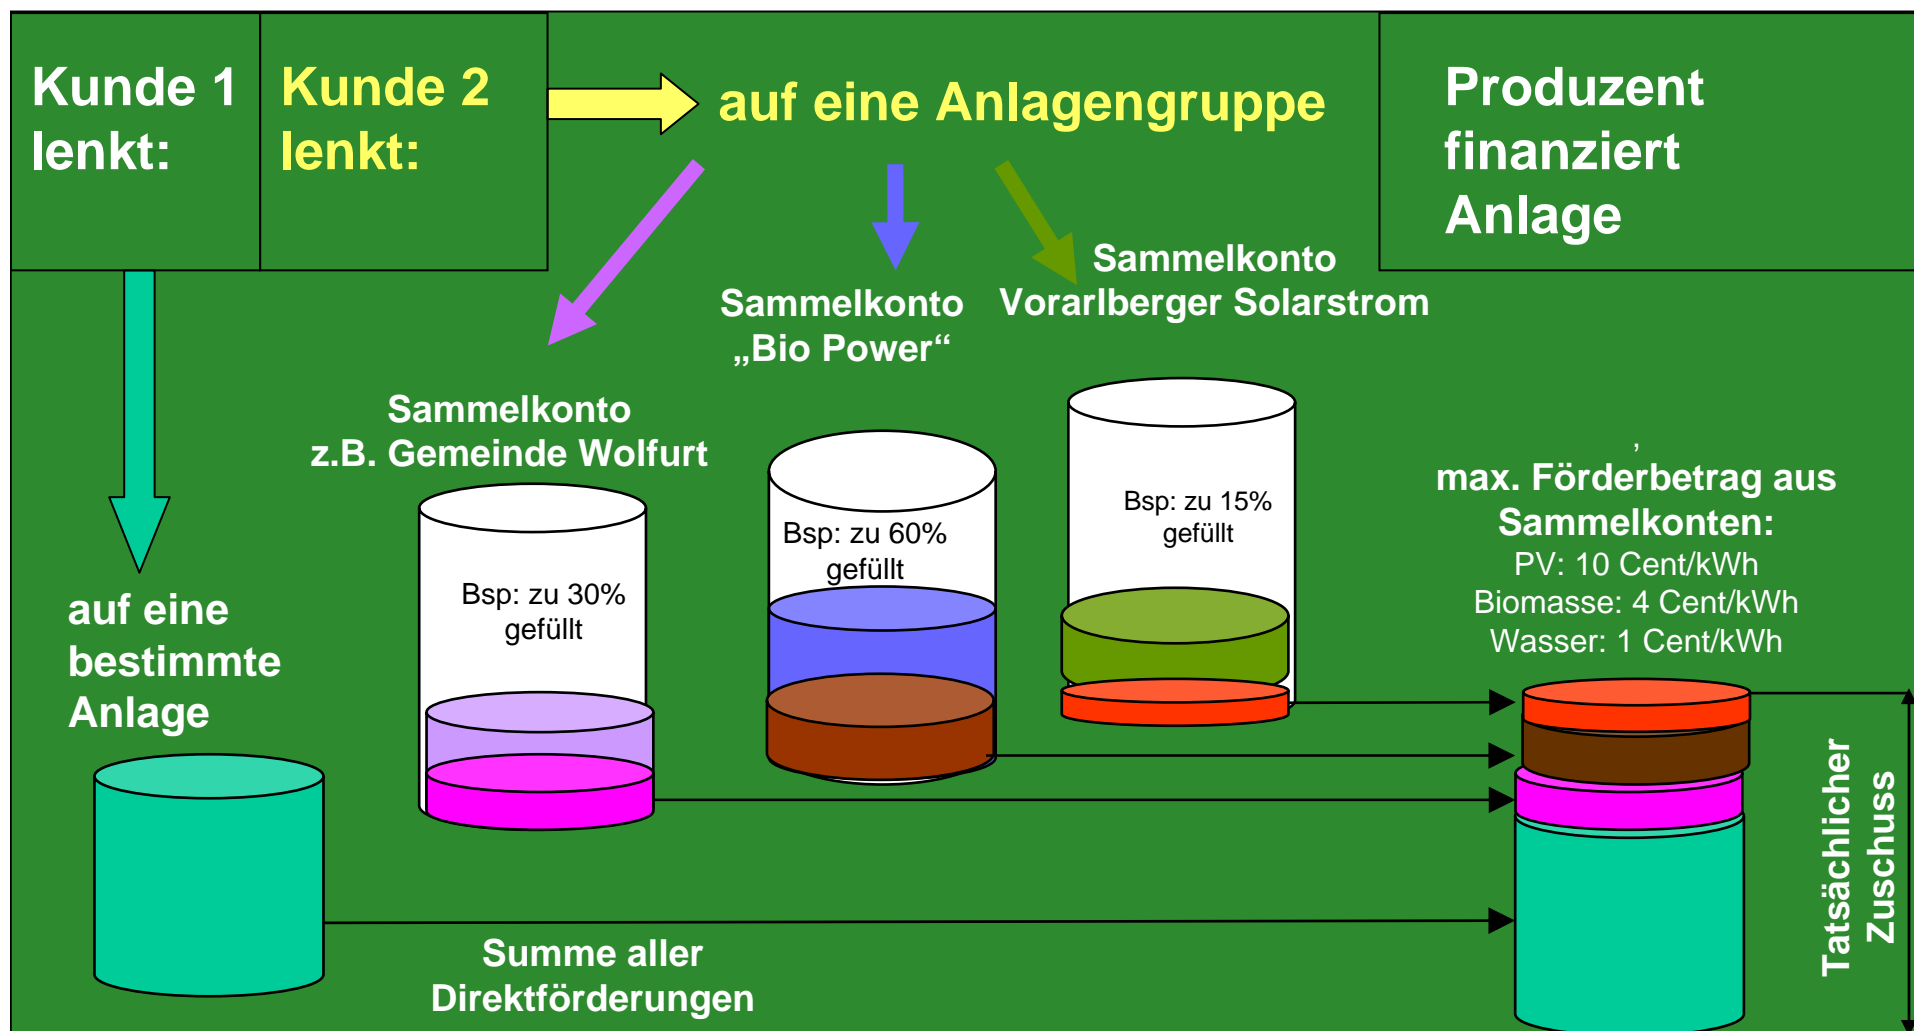 Kunde 1
lenkt:
Kunde 2
lenkt:
auf eine Anlagengruppe
Produzent
finanziert
Anlage
Sammelkonto
Vorarlberger Solarstrom
Sammelkonto
„Bio Power“
Sammelkonto
z.B. Gemeinde Wolfurt
Bsp: zu 15%
gefüllt
Bsp: zu 60%
gefüllt
Bsp: zu 30%
gefüllt
,
max. Förderbetrag aus
Sammelkonten:
PV: 10 Cent/kWh
Biomasse: 4 Cent/kWh
Wasser: 1 Cent/kWh
auf eine
bestimmte
Anlage
Tatsächlicher
Zuschuss
Summe aller
Direktförderungen